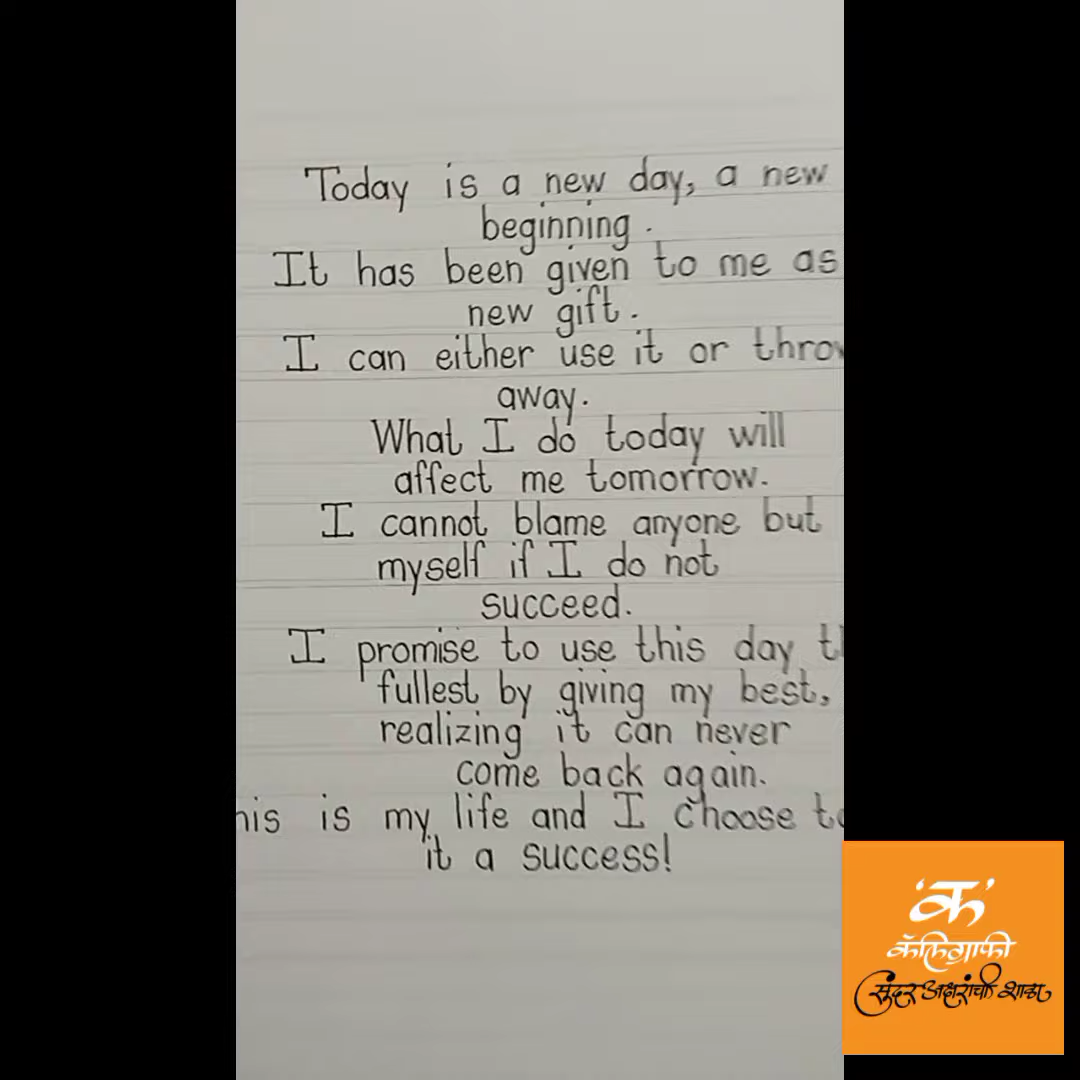 Today is a new day, a new
beginning.
It has been given to me as
new gift.
I can either use it or
away.
What I do today will
affect me tomorrow.
I cannot blame anyone but
myself if I do not
succeed.
I promise to use this day
fullest by giving my best,
realizing it can never
come back again.
is my life and I choose
it a success!
'क'
कॅलिग्राफी
सुंदर अक्षरांची शाळा